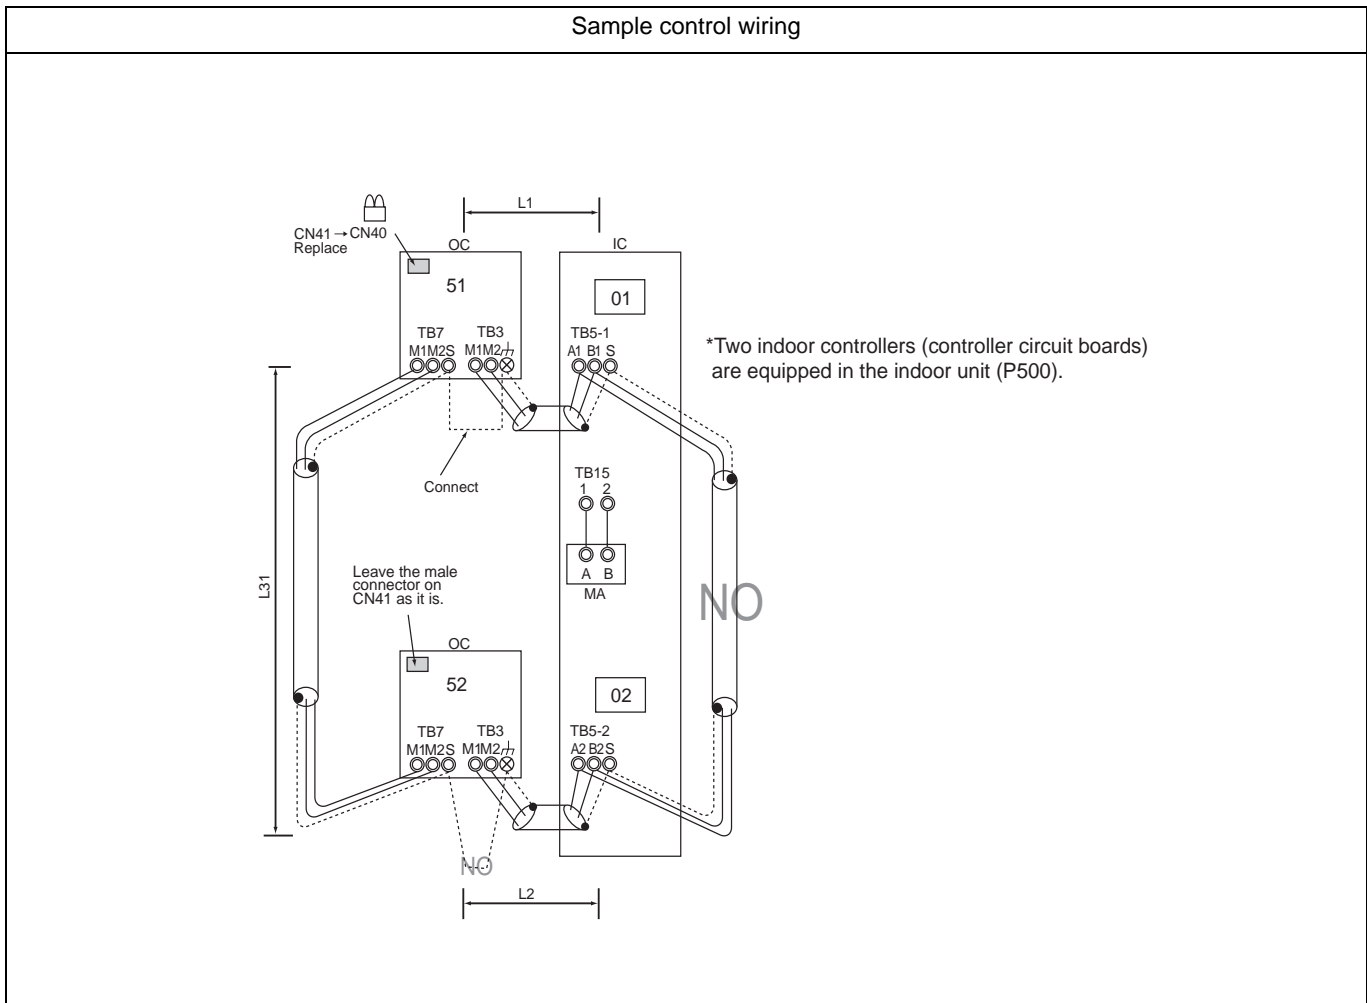 Sample control wiring
L1
CN41→CN40
Replace
OC
IC
51
01
TB7
TB3
TB5-1
M1M2S
M1M2
A1 B1 S
*Two indoor controllers (controller circuit boards)
are equipped in the indoor unit (P500).
Connect
TB15
1 2
A B
MA
NO
L31
Leave the male
connector on
CN41 as it is.
OC
52
02
TB7
TB3
TB5-2
M1M2S
M1M2
A2 B2 S
NO
L2